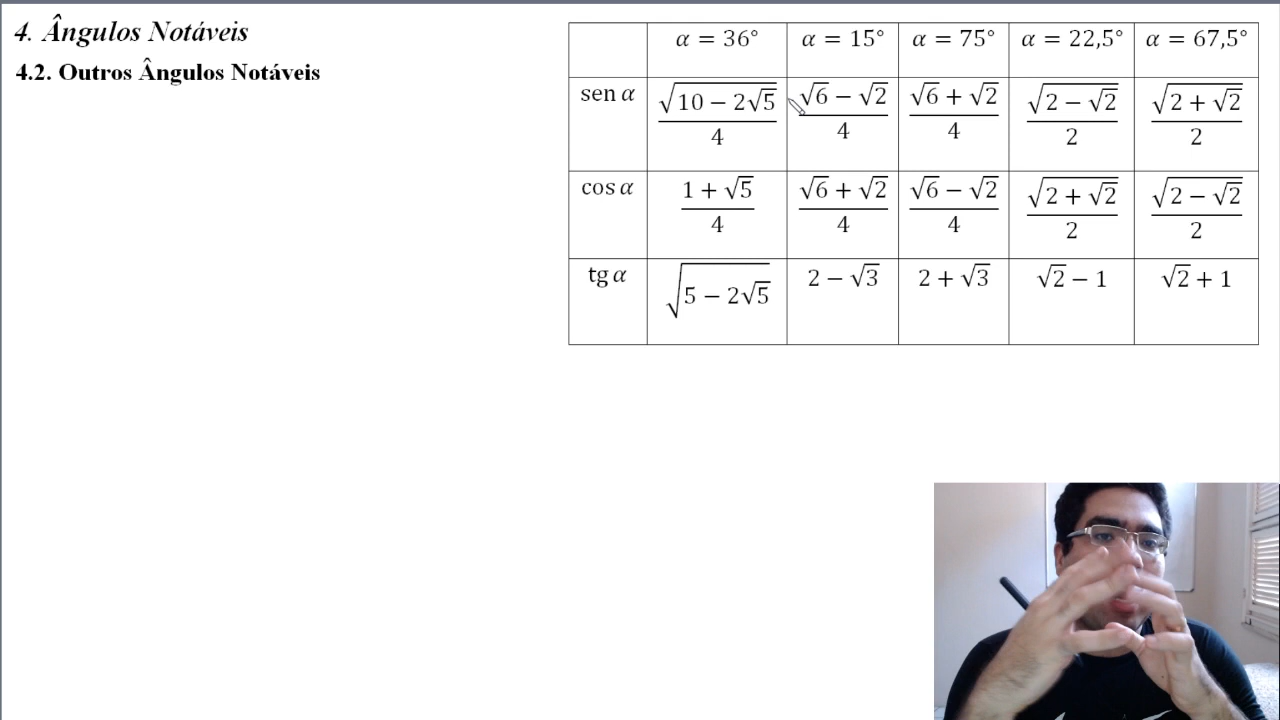 4. Ângulos Notáveis
4.2. Outros Ângulos Notáveis
α = 36° α = 15° α = 75° α = 22,5° α = 67,5°
sen α √(10 − 2√5)/4 (√6 − √2)/4 (√6 + √2)/4 √(2 − √2)/2 √(2 + √2)/2
cos α (1 + √5)/4 (√6 + √2)/4 (√6 − √2)/4 √(2 + √2)/2 √(2 − √2)/2
tg α √(5 − 2√5) 2 − √3 2 + √3 √2 − 1 √2 + 1